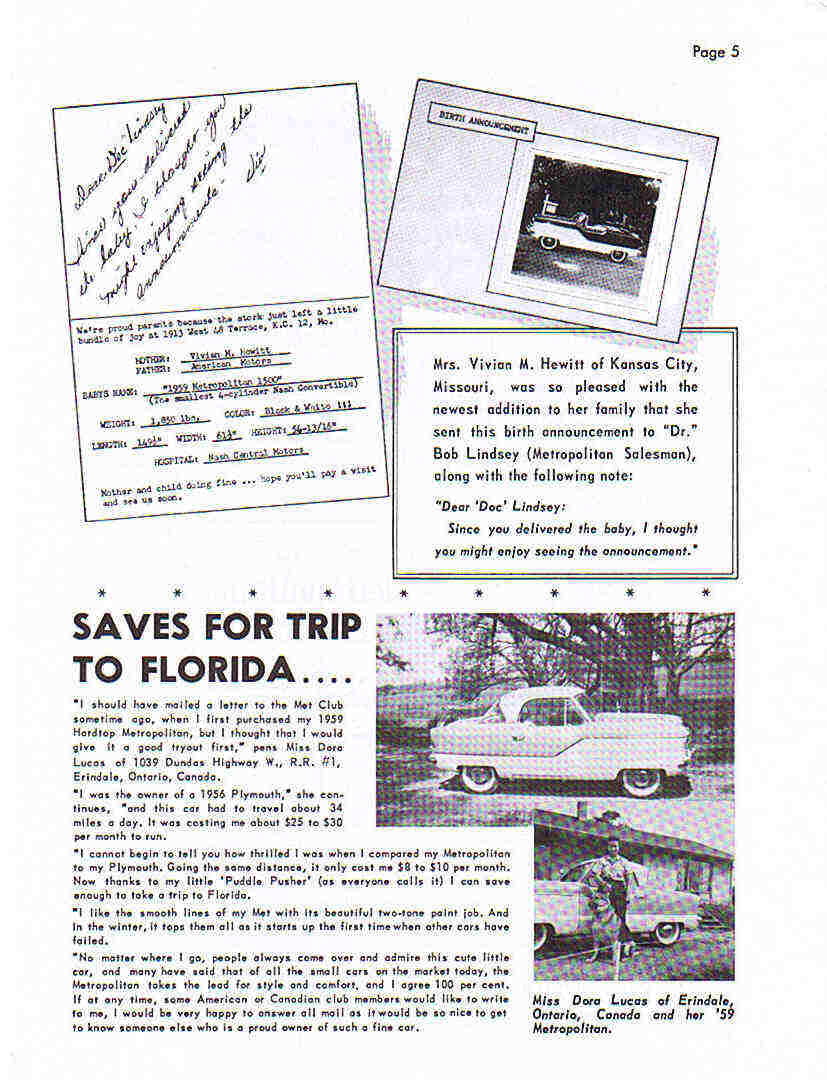 Page 5
Dear "Doc" Lindsey
Since you delivered
the baby. I thought you
might enjoying seeing the
announcements. Viv
We're proud parents because the stork just left a little
bundle of joy at 1913 West 48 Terrace, K.C. 12, Mo.
MOTHER: Vivian M. Hewitt
FATHER: American Motors
BABYS NAME: "1959 Metropolitan 1500"
(The smallest 4-cylinder Nash Convertible)
WEIGHT: 1,850 lbs. COLOR: Black & White !!!
LENGTH: 149½" WIDTH: 61½" HEIGHT: 54-13/16"
HOSPITAL: Nash Central Motors
Mother and child doing fine ... hope you'll pay a visit
and see us soon.
BIRTH ANNOUNCEMENT
Mrs. Vivian M. Hewitt of Kansas City,
Missouri, was so pleased with the
newest addition to her family that she
sent this birth announcement to "Dr."
Bob Lindsey (Metropolitan Salesman),
along with the following note:
"Dear 'Doc' Lindsey:
Since you delivered the baby, I thought
you might enjoy seeing the announcement."
* * * * * * * * *
SAVES FOR TRIP
TO FLORIDA....
"I should have mailed a letter to the Met Club
sometime ago, when I first purchased my 1959
Hardtop Metropolitan, but I thought that I would
give it a good tryout first," pens Miss Dora
Lucas of 1039 Dundas Highway W., R.R. #1,
Erindale, Ontario, Canada.
"I was the owner of a 1956 Plymouth," she con-
tinues, "and this car had to travel about 34
miles a day. It was costing me about $25 to $30
per month to run.
"I cannot begin to tell you how thrilled I was when I compared my Metropolitan
to my Plymouth. Going the same distance, it only cost me $8 to $10 per month.
Now thanks to my little 'Puddle Pusher' (as everyone calls it) I can save
enough to take a trip to Florida.
"I like the smooth lines of my Met with its beautiful two-tone paint job. And
in the winter, it tops them all as it starts up the first time when other cars have
failed.
"No matter where I go, people always come over and admire this cute little
car, and many have said that of all the small cars on the market today, the
Metropolitan takes the lead for style and comfort, and I agree 100 per cent.
If at any time, some American or Canadian club members would like to write
to me, I would be very happy to answer all mail as it would be so nice to get
to know someone else who is a proud owner of such a fine car.
Miss Dora Lucas of Erindale,
Ontario, Canada and her '59
Metropolitan.